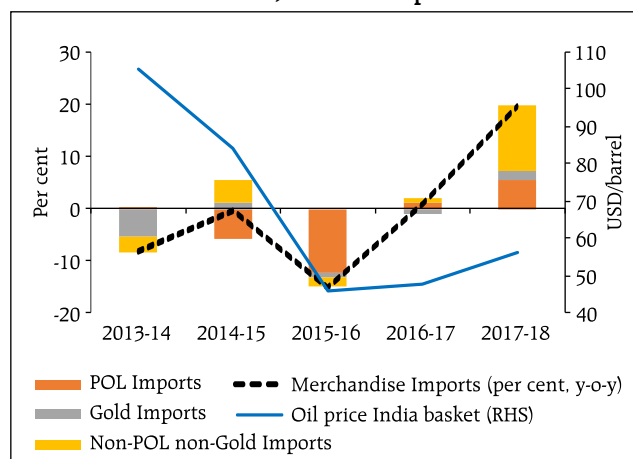 30
20
10
0
-10
-20
Per cent
110
100
90
80
70
60
50
40
USD/barrel
2013-14 2014-15 2015-16 2016-17 2017-18
POL Imports
Merchandise Imports (per cent, y-o-y)
Gold Imports
Oil price India basket (RHS)
Non-POL non-Gold Imports